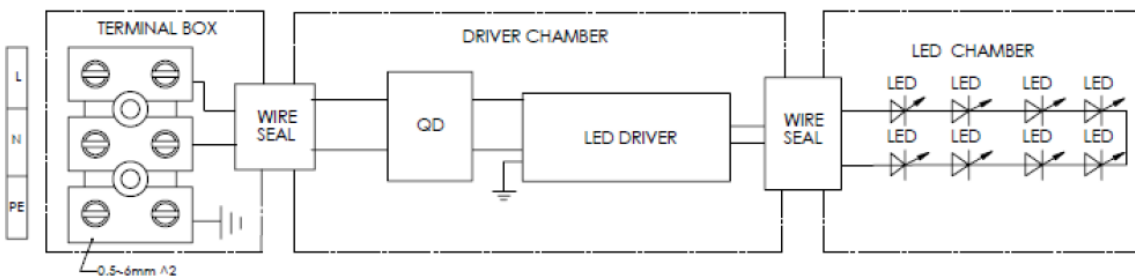 TERMINAL BOX
DRIVER CHAMBER
LED CHAMBER
L
N
PE
WIRE
SEAL
QD
LED DRIVER
WIRE
SEAL
LED LED LED LED
LED LED LED LED
0.5~6mm ^2